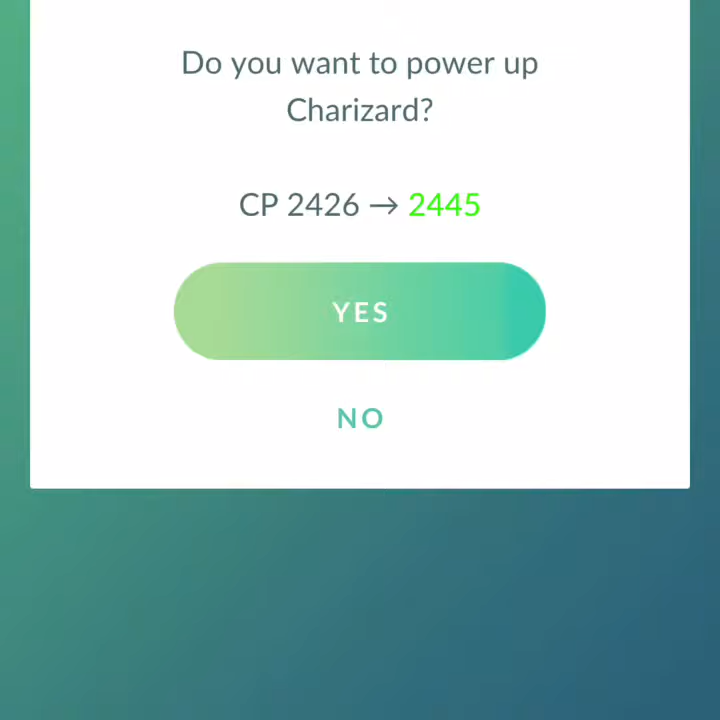 Do you want to power up
Charizard?
CP 2426 → 2445
YES
NO